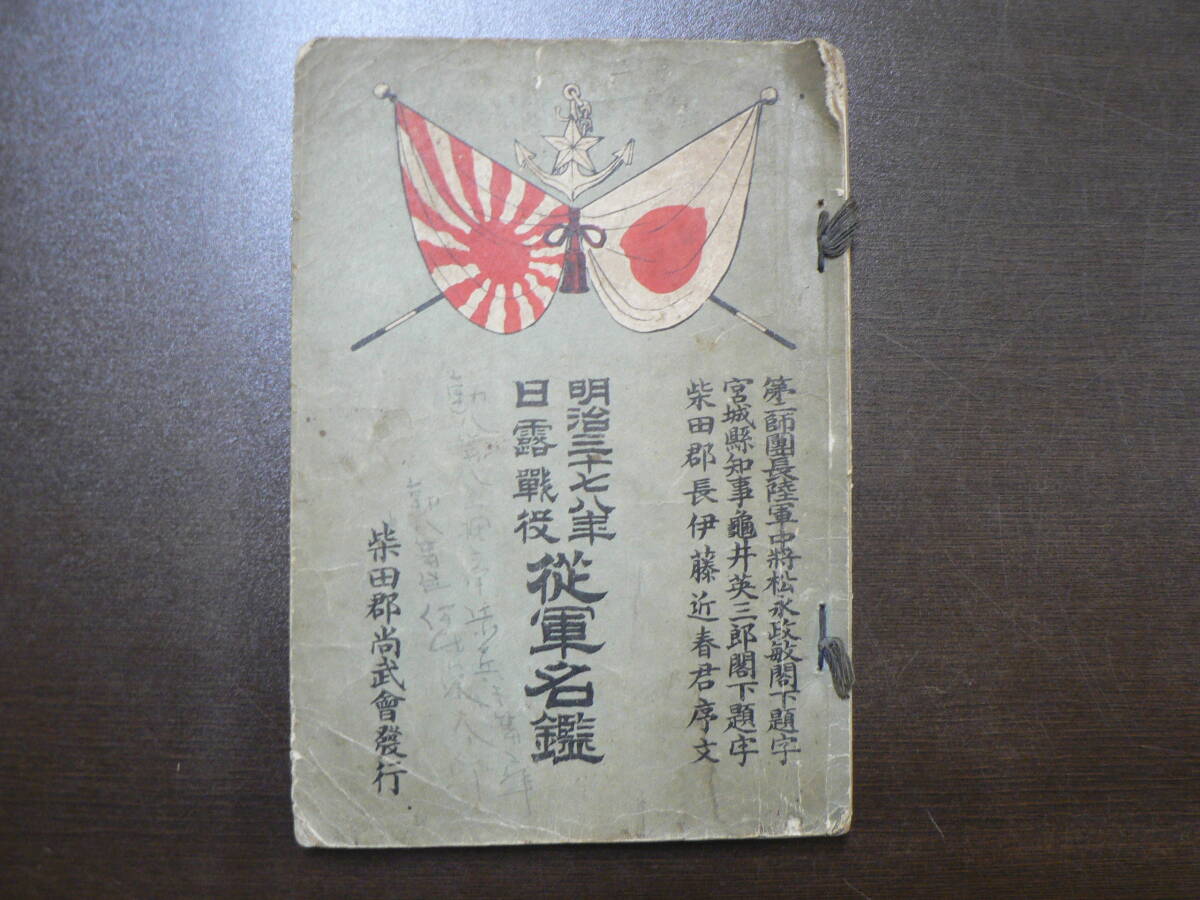 第二師團長陸軍中將松永政敏閣下題字
宮城縣知事龜井英三郎閣下題字
柴田郡長伊藤近春君序文
明治三十七八年
日露戰役
從軍名鑑
柴田郡尚武會發行